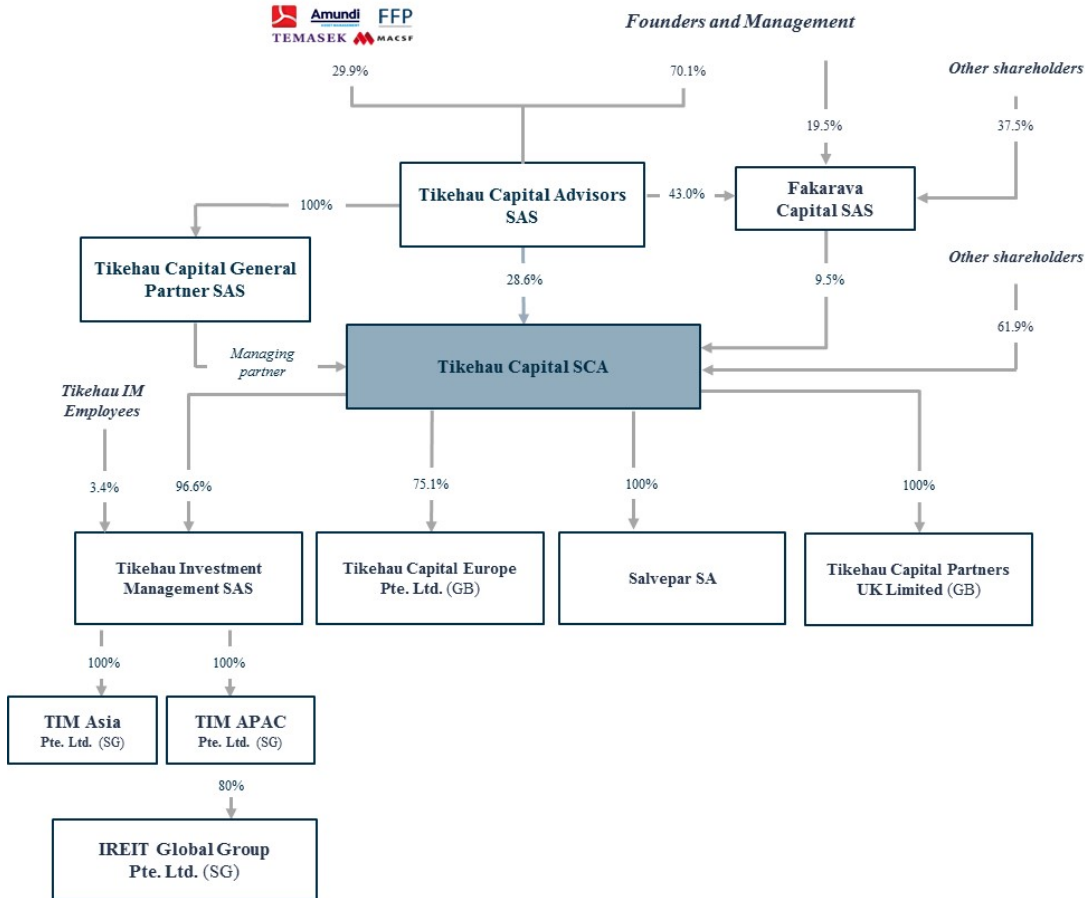 Amundi
ASSET MANAGEMENT
FFP
TEMASEK
MACSF
Founders and Management
29.9%
70.1%
Other shareholders
19.5%
37.5%
Tikehau Capital Advisors
SAS
43.0%
Fakarava
Capital SAS
100%
Tikehau Capital General
Partner SAS
28.6%
9.5%
Other shareholders
61.9%
Managing
partner
Tikehau Capital SCA
Tikehau IM
Employees
3.4%
96.6%
75.1%
100%
100%
Tikehau Investment
Management SAS
Tikehau Capital Europe
Pte. Ltd. (GB)
Salvepar SA
Tikehau Capital Partners
UK Limited (GB)
100%
100%
TIM Asia
Pte. Ltd. (SG)
TIM APAC
Pte. Ltd. (SG)
80%
IREIT Global Group
Pte. Ltd. (SG)